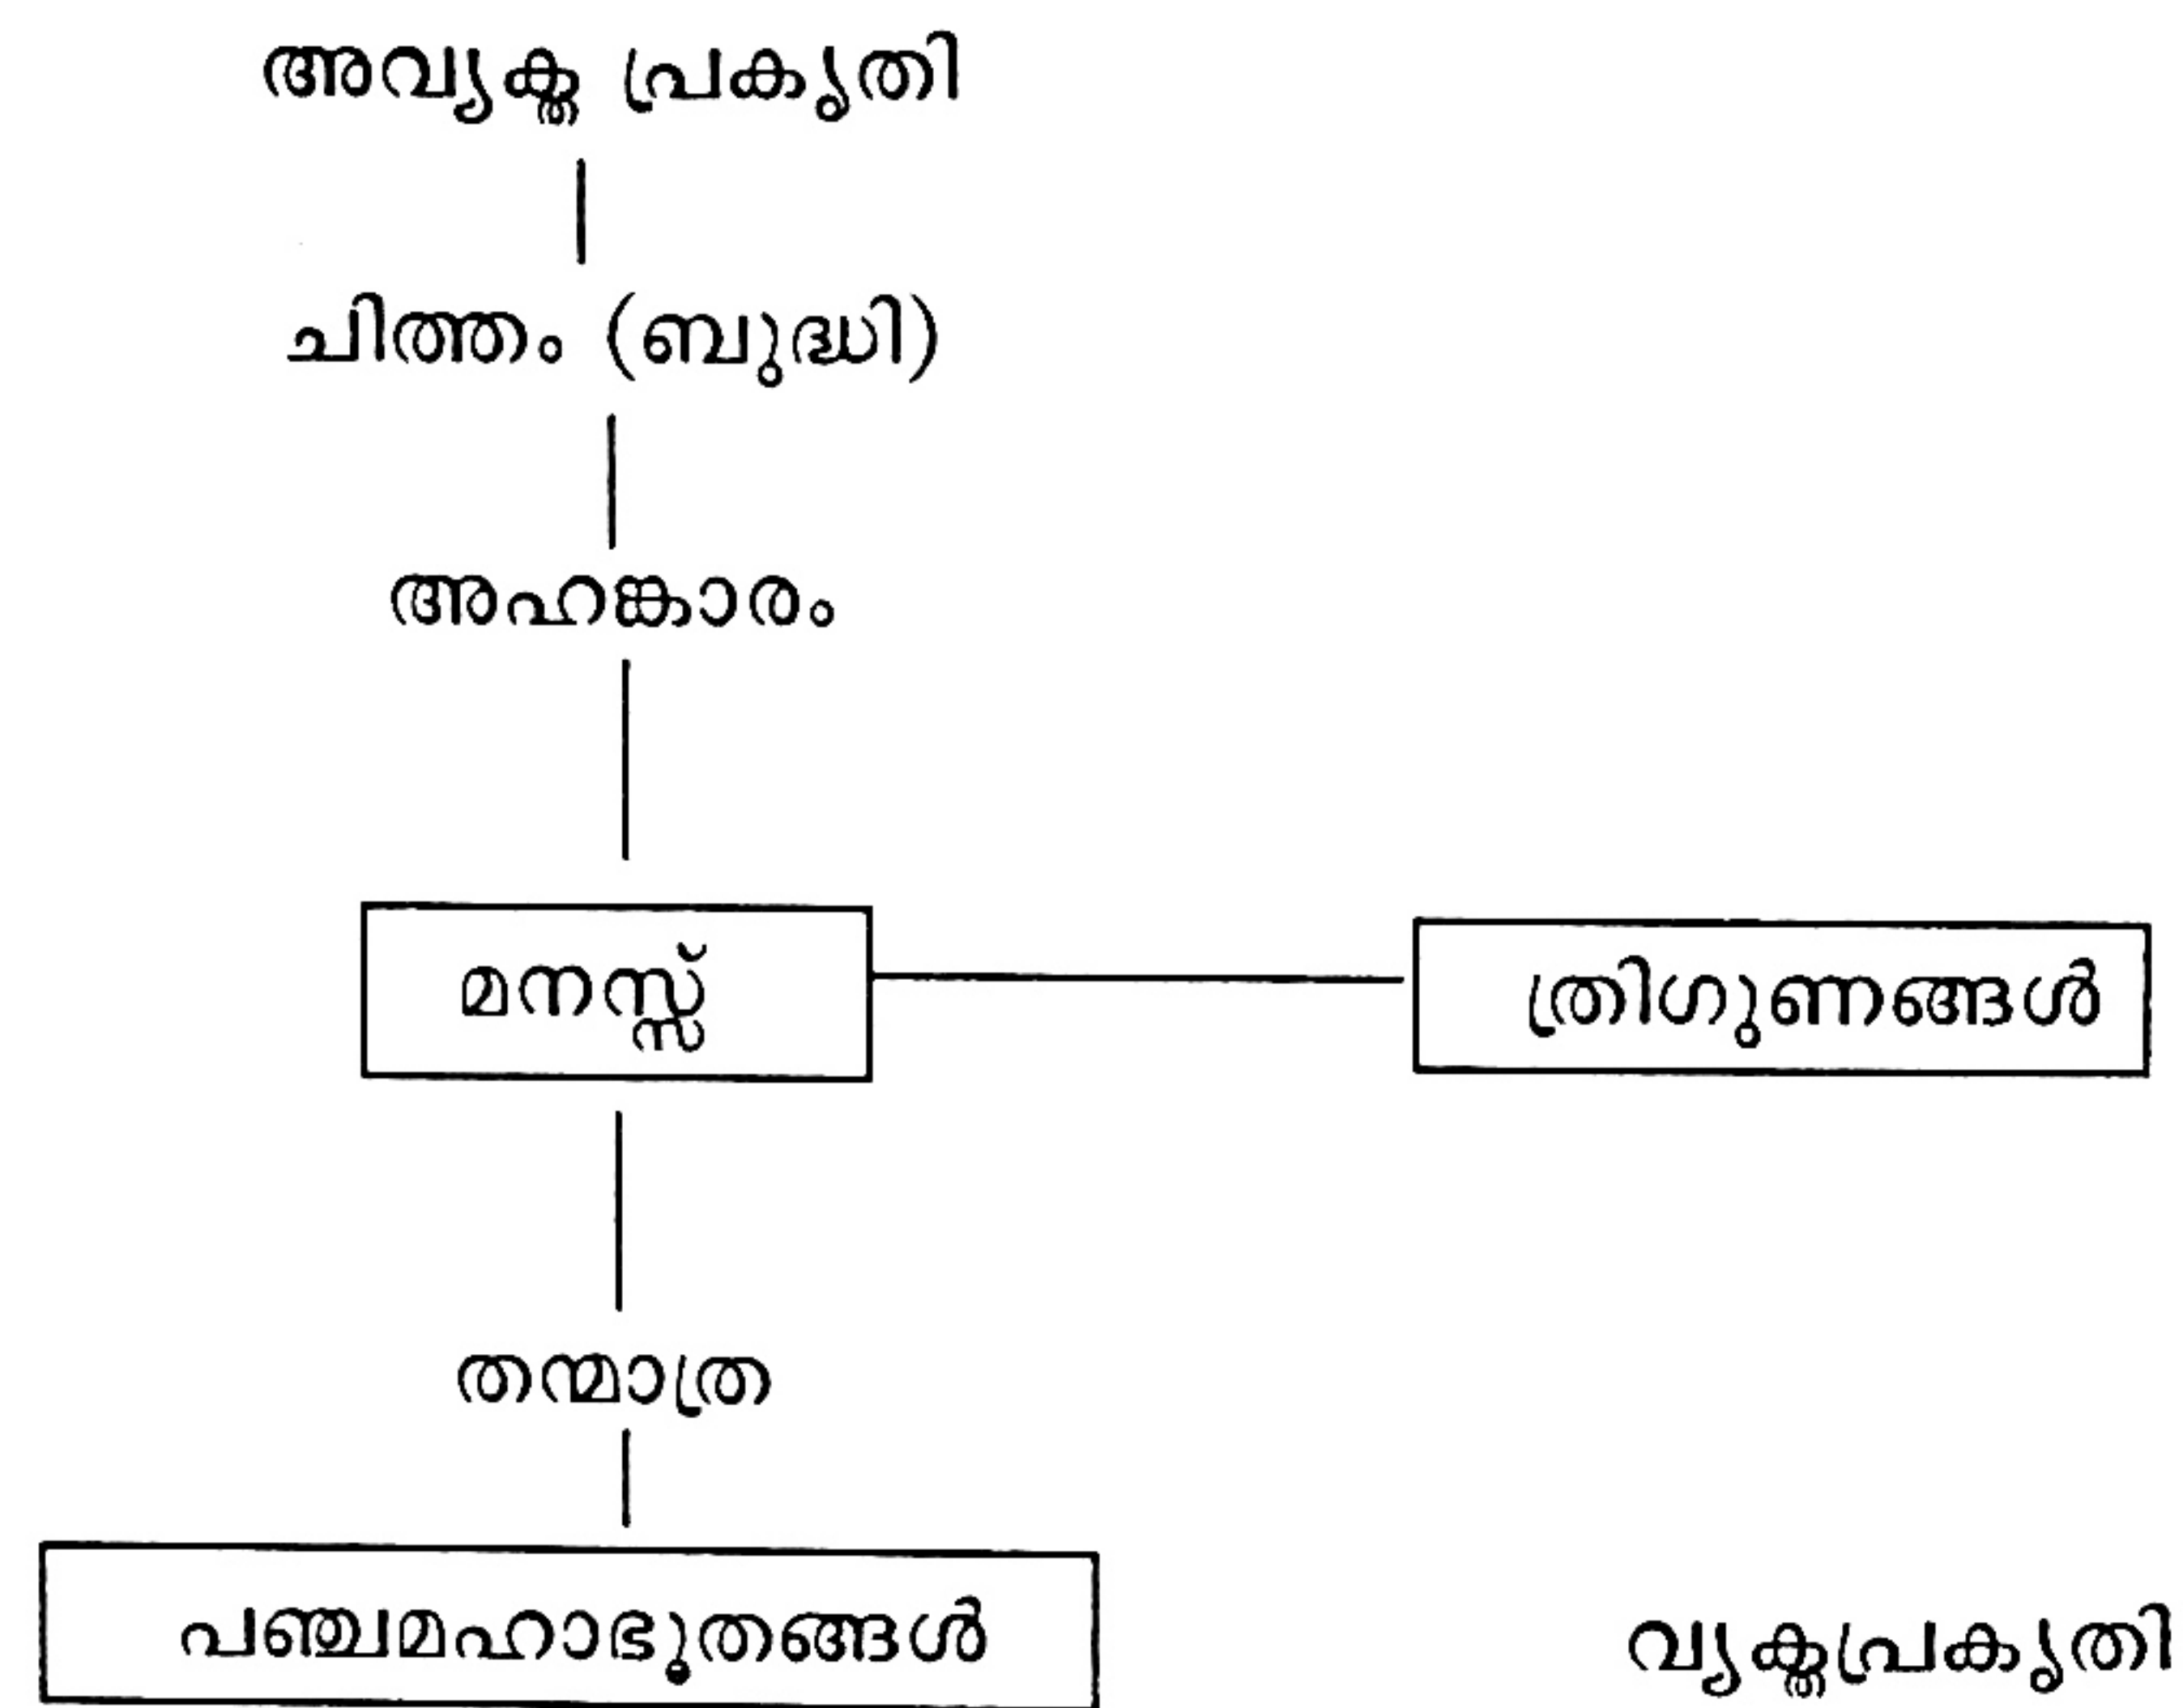 അവ്യക്ത പ്രകൃതി
ചിത്തം (ബുദ്ധി)
അഹങ്കാരം
മനസ്സ് ത്രിഗുണങ്ങൾ
തന്മാത്ര
പഞ്ചമഹാഭൂതങ്ങൾ വ്യക്തപ്രകൃതി